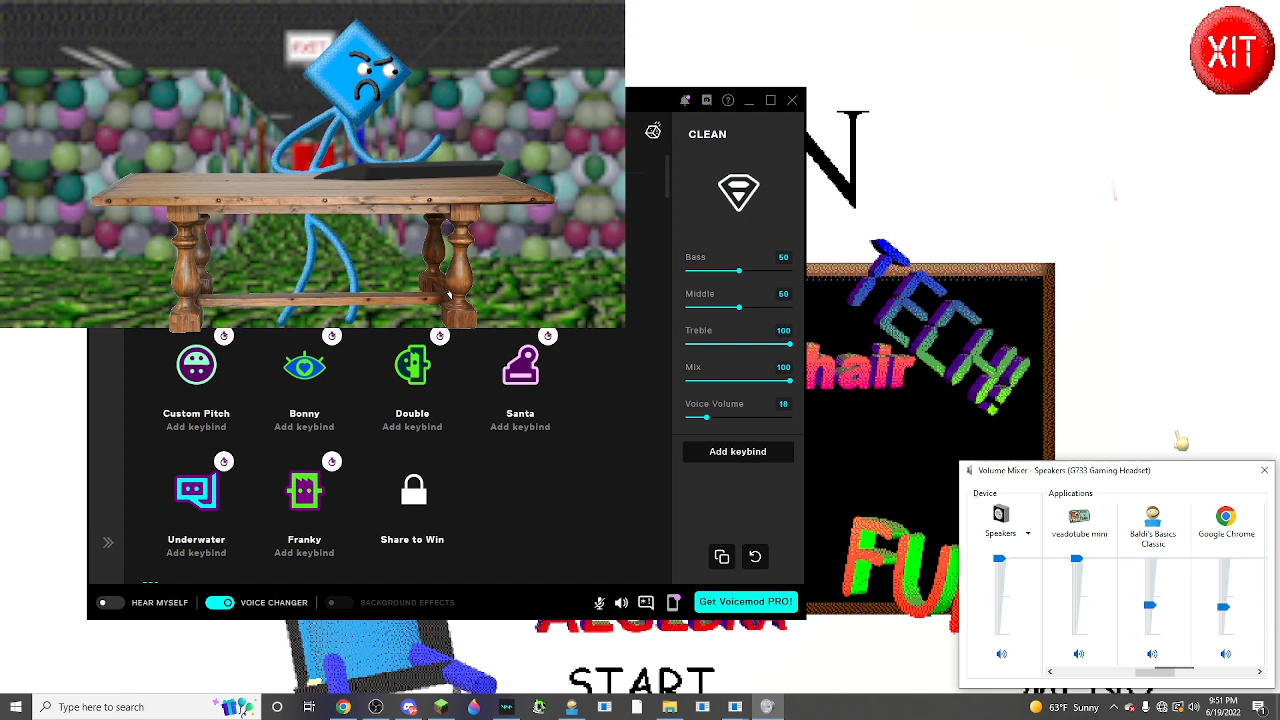 EXIT
XIT
CLEAN
N
TECH!
hair
Bass 50
Middle 50
Treble 100
Mix 100
Voice Volume 18
Add keybind
Custom Pitch
Add keybind
Bonny
Add keybind
Double
Add keybind
Santa
Add keybind
Underwater
Add keybind
Franky
Add keybind
Share to Win
HEAR MYSELF
VOICE CHANGER
BACKGROUND EFFECTS
Get Voicemod PRO!
Volume Mixer - Speakers (G733 Gaming Headset)
Device
Applications
Speakers
veadotube mini
Baldi's Basics
Classic
Google Chrome
START
Type here to search
63°F Sunny
9:51 PM
6/19/2022